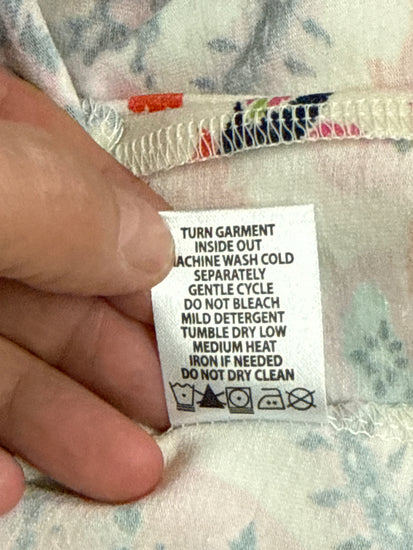 TURN GARMENT
INSIDE OUT
MACHINE WASH COLD
SEPARATELY
GENTLE CYCLE
DO NOT BLEACH
MILD DETERGENT
TUMBLE DRY LOW
MEDIUM HEAT
IRON IF NEEDED
DO NOT DRY CLEAN